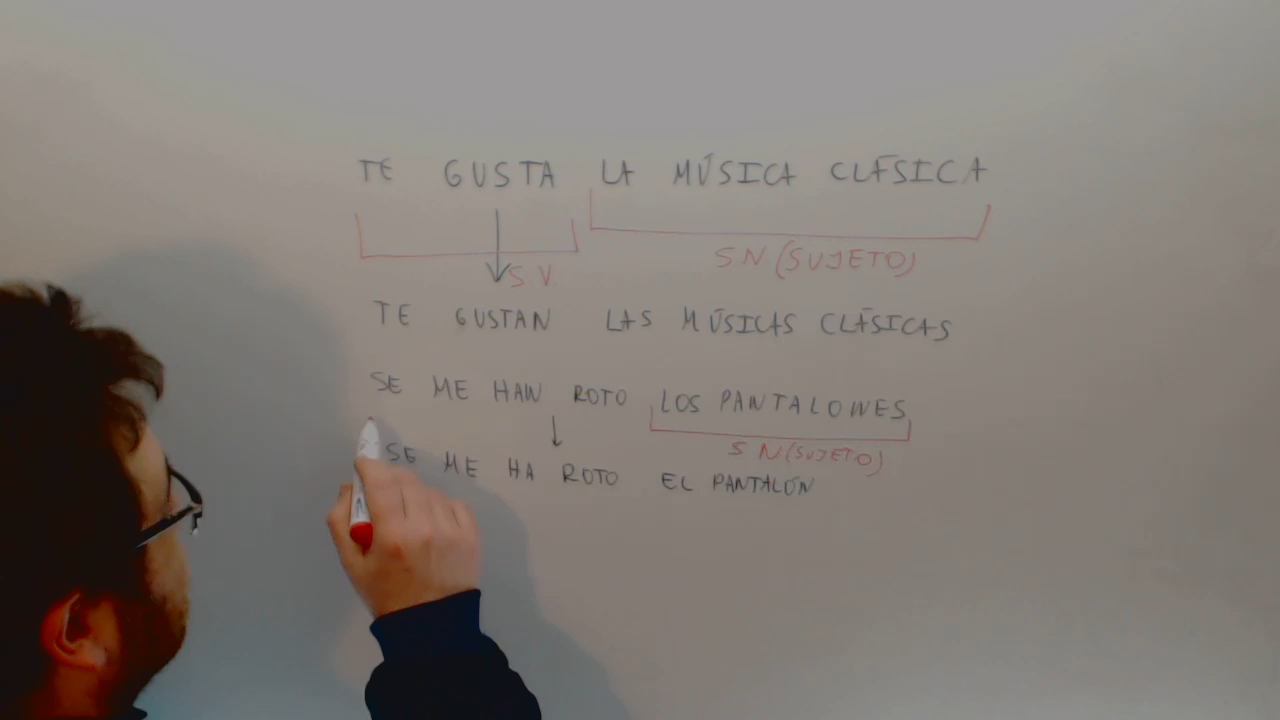 TE GUSTA LA MÚSICA CLÁSICA
SN (SUJETO)
SV
TE GUSTAN LAS MÚSICAS CLÁSICAS
SE ME HAN ROTO LOS PANTALONES
SN (SUJETO)
SE ME HA ROTO EL PANTALÓN